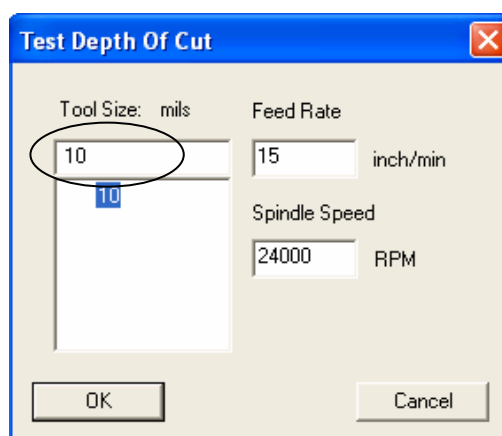 Test Depth Of Cut
Tool Size: mils
10
10
Feed Rate
15 inch/min
Spindle Speed
24000 RPM
OK
Cancel